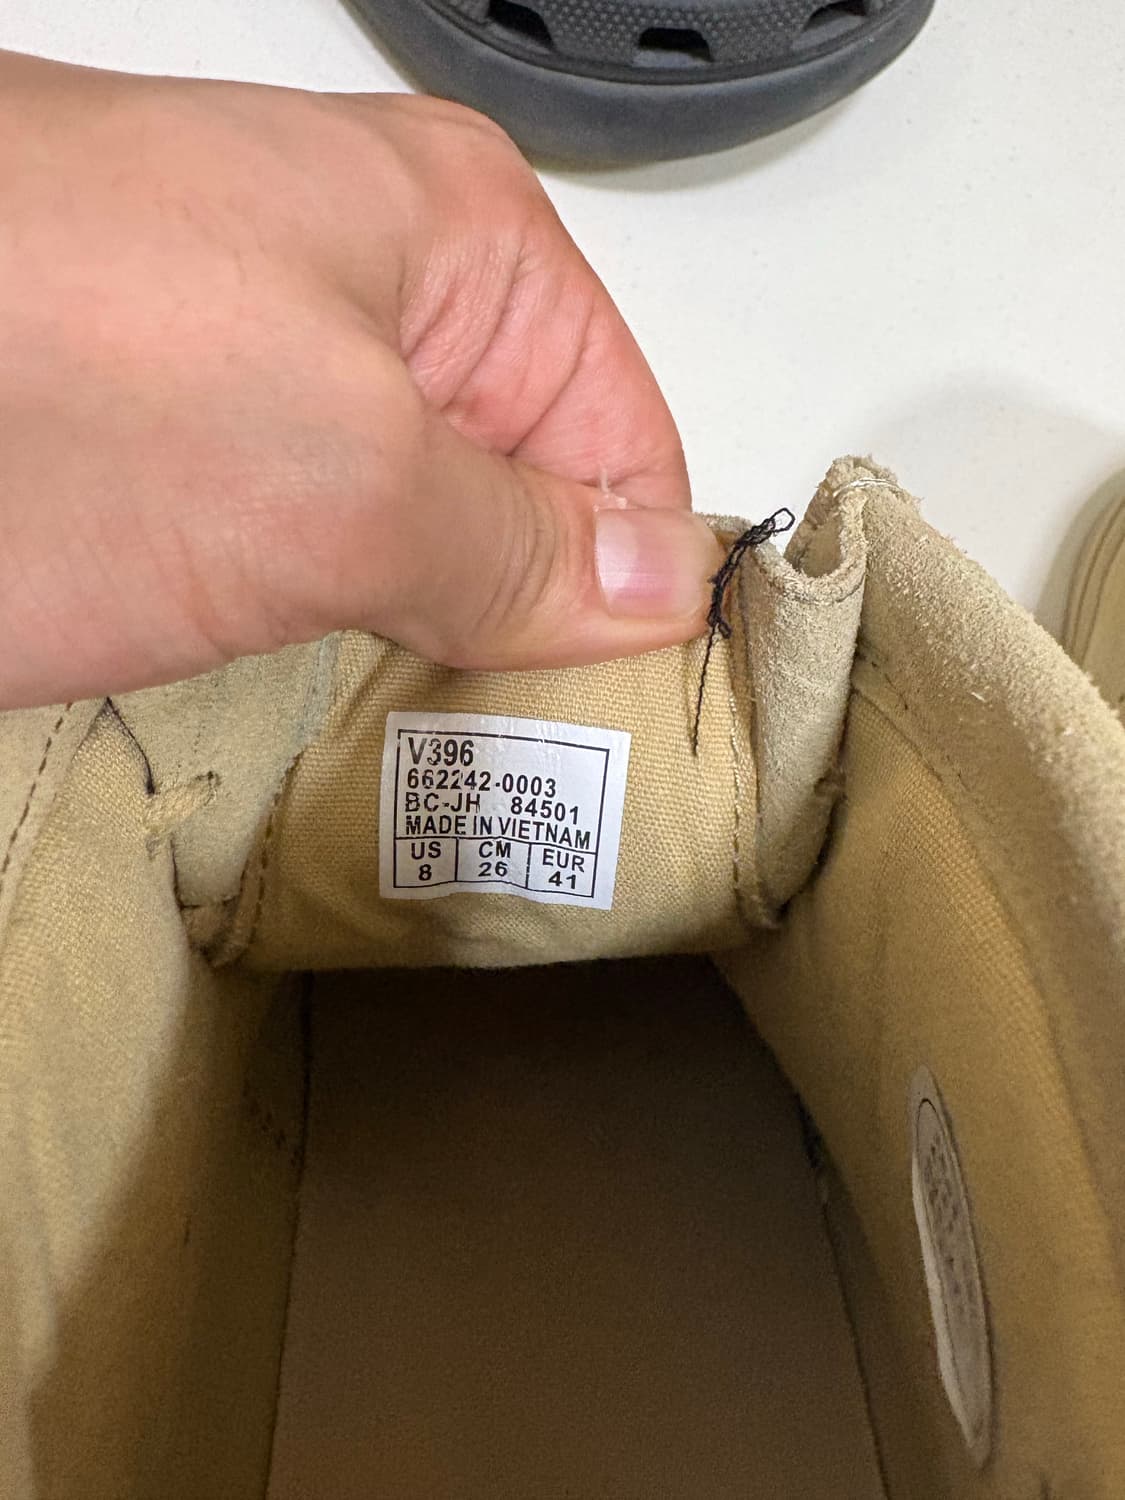 V396
662242-0003
BC-JH 84501
MADE IN VIETNAM
US CM EUR
8 26 41